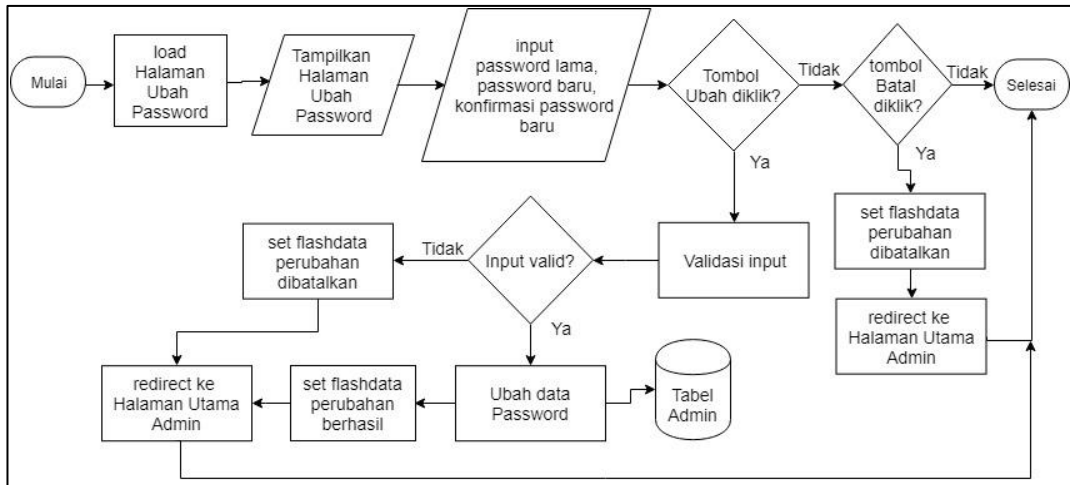 Mulai
load
Halaman
Ubah
Password
Tampilkan
Halaman
Ubah
Password
input
password lama,
password baru,
konfirmasi password
baru
Tombol
Ubah diklik?
Tidak
tombol
Batal
diklik?
Tidak
Selesai
Ya
Ya
set flashdata
perubahan
dibatalkan
redirect ke
Halaman Utama
Admin
Validasi input
Input valid?
Tidak
set flashdata
perubahan
dibatalkan
Ya
Ubah data
Password
Tabel
Admin
set flashdata
perubahan
berhasil
redirect ke
Halaman Utama
Admin